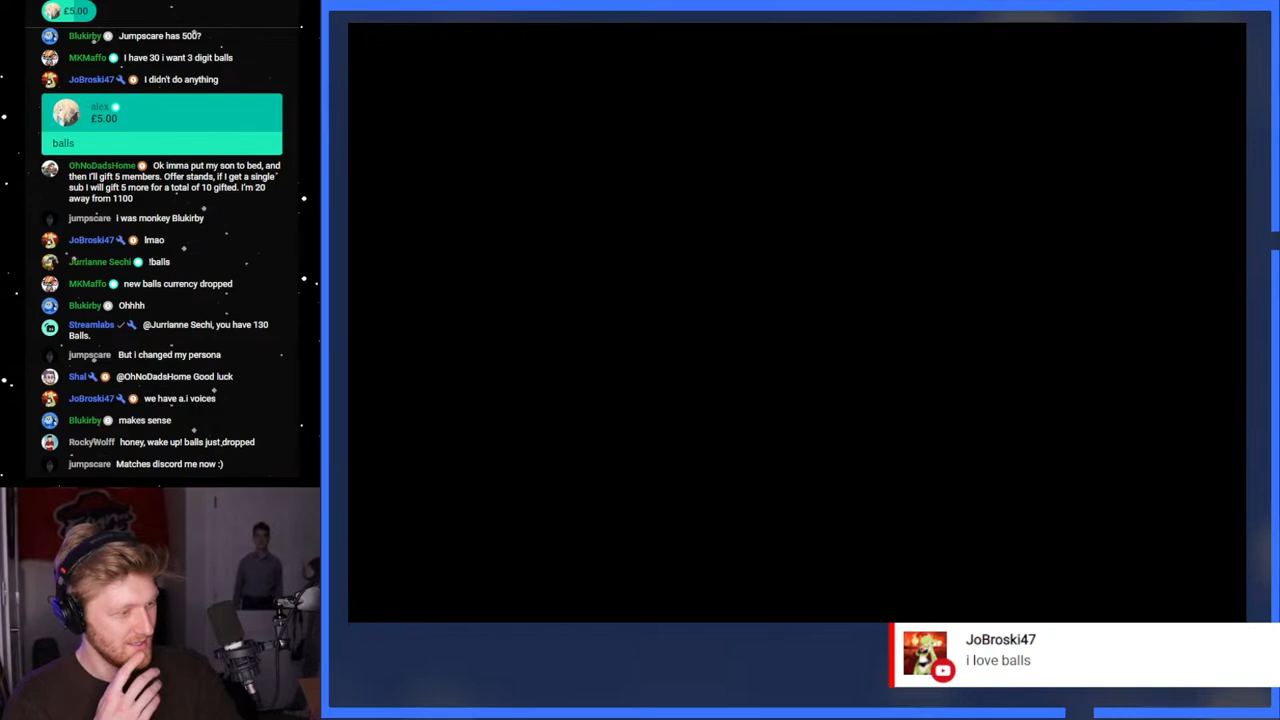 £5.00
Blukirby Jumpscare has 500?
MKMaffo I have 30 i want 3 digit balls
JoBroski47 I didn't do anything
alex
£5.00
balls
OhNoDadsHome Ok imma put my son to bed, and
then I'll gift 5 members. Offer stands, if I get a single
sub I will gift 5 more for a total of 10 gifted. I'm 20
away from 1100
jumpscare i was monkey Blukirby
JoBroski47 lmao
Jurrianne Sechi !balls
MKMaffo new balls currency dropped
Blukirby Ohhhh
Streamlabs @Jurrianne Sechi, you have 130
Balls.
jumpscare But i changed my persona
Shal @OhNoDadsHome Good luck
JoBroski47 we have a.i voices
Blukirby makes sense
RockyWolff honey, wake up! balls just dropped
jumpscare Matches discord me now :)
JoBroski47
i love balls